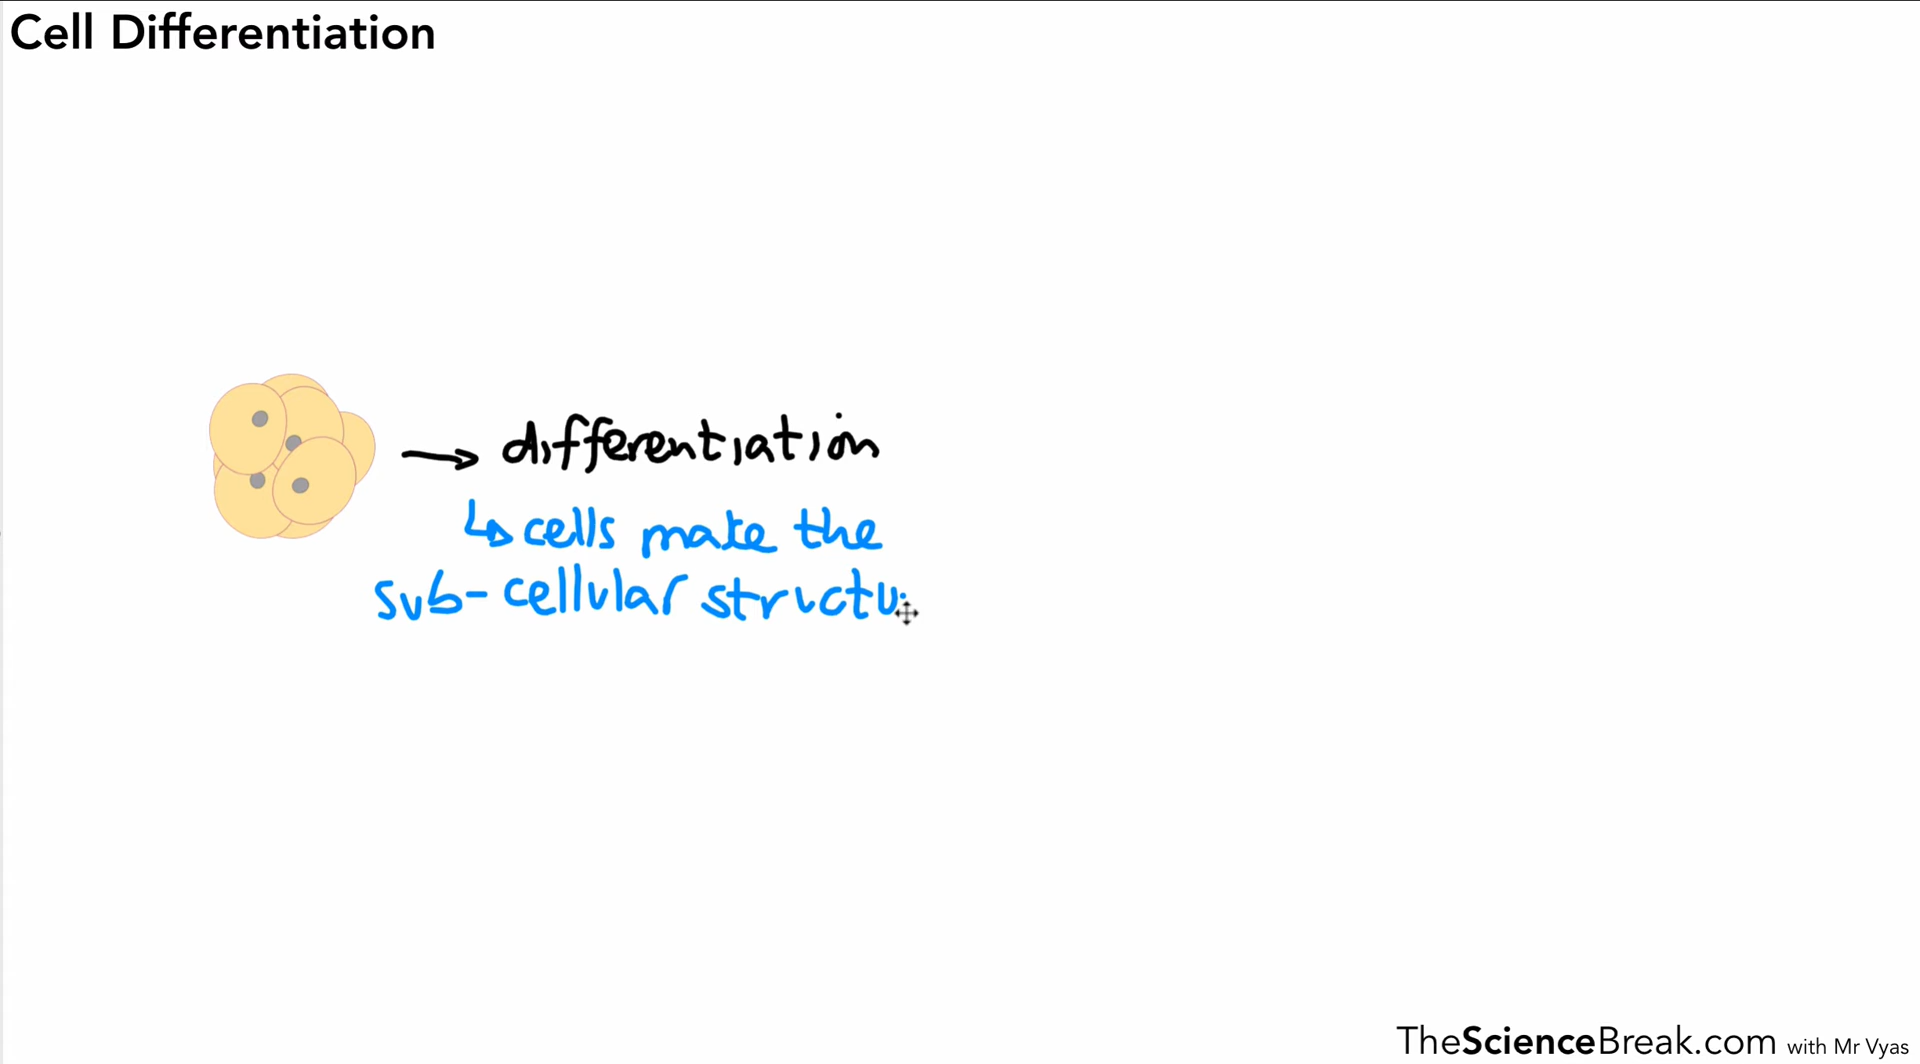 Cell Differentiation
→ differentiation
↳ cells make the
sub-cellular structu
TheScienceBreak.com with Mr Vyas